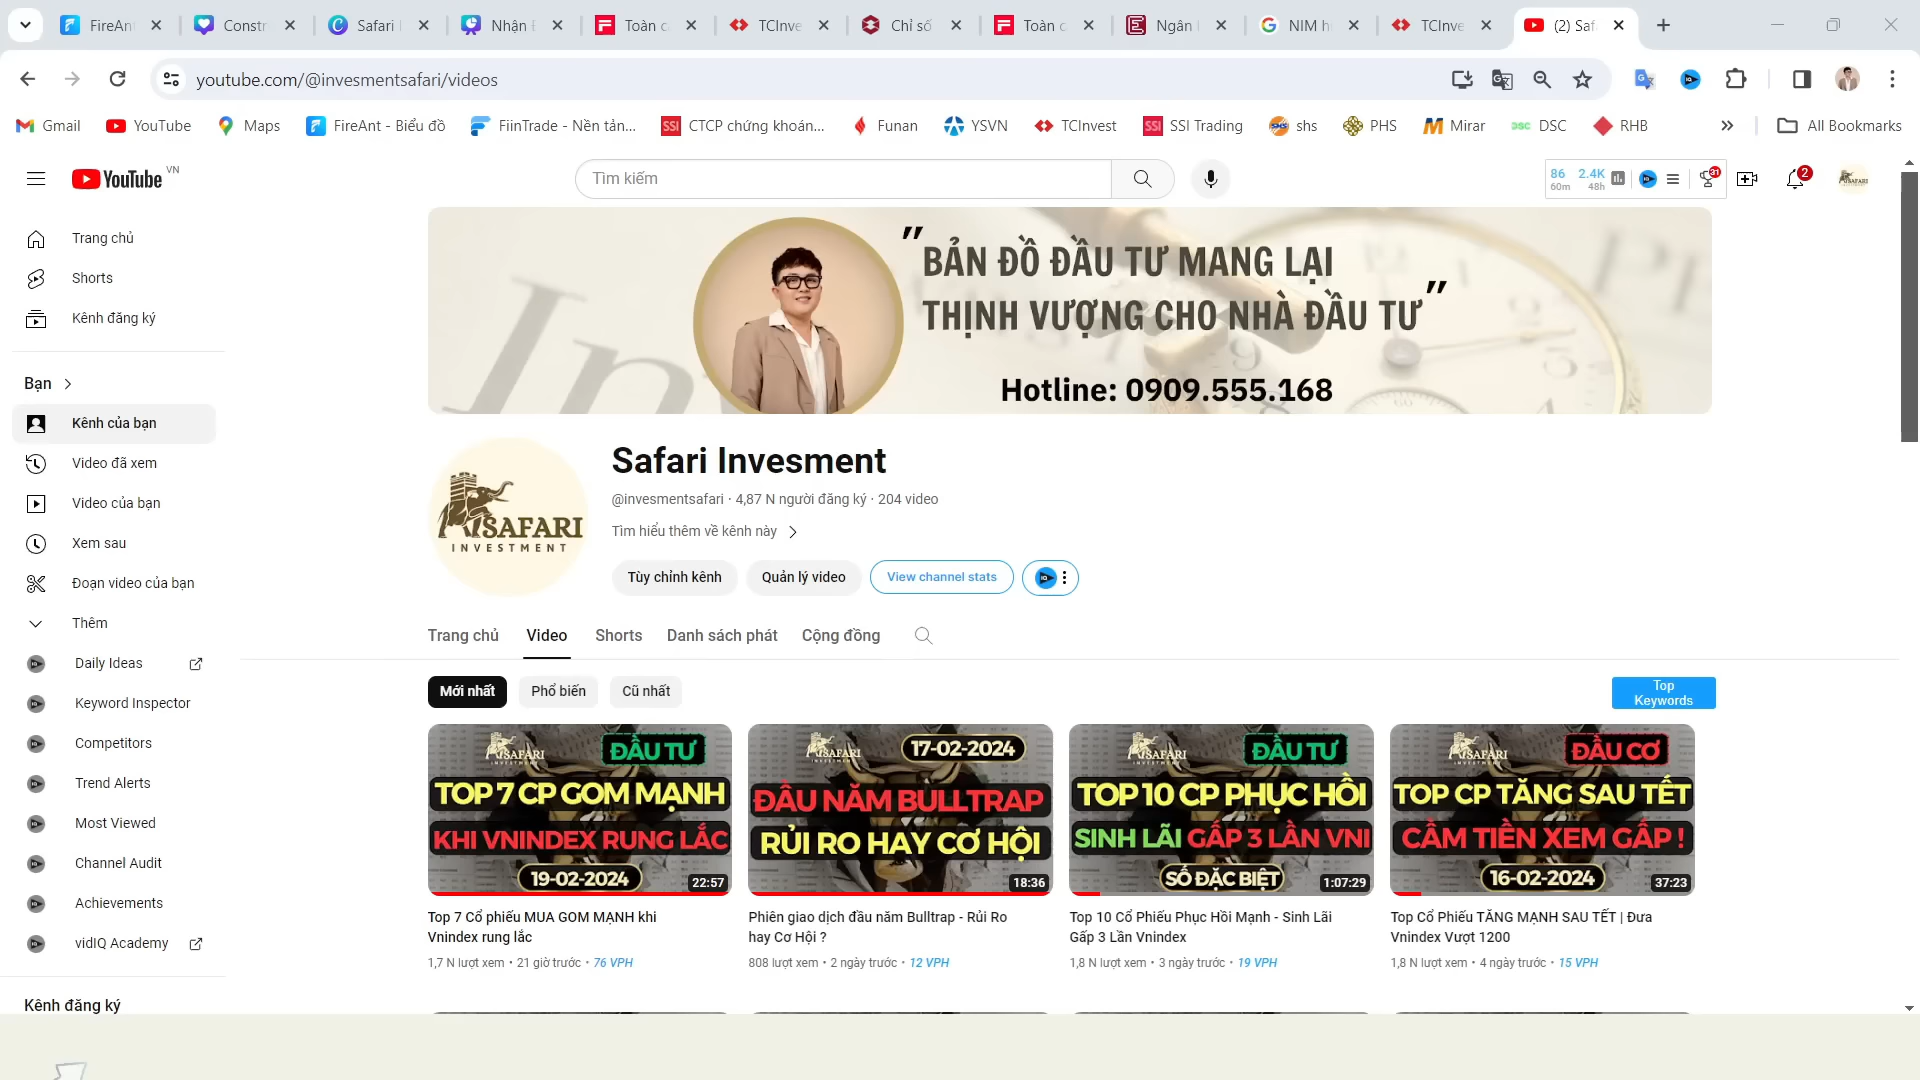 FireAn
Constr
Safari
Nhận
Toàn c
TCInve
Chỉ số
Toàn c
Ngân
NIM h
TCInve
(2) Saf
youtube.com/@invesmentsafari/videos
Gmail
YouTube
Maps
FireAnt - Biểu đồ
FiinTrade - Nền tản...
SSI
CTCP chứng khoán...
Funan
YSVN
TCInvest
SSI
SSI Trading
shs
PHS
Mirar
DSC
DSC
RHB
All Bookmarks
YouTube VN
Tìm kiếm
86 2.4K
60m 48h
31
2
Trang chủ
Shorts
Kênh đăng ký
Bạn
Kênh của bạn
Video đã xem
Video của bạn
Xem sau
Đoạn video của bạn
Thêm
Daily Ideas
Keyword Inspector
Competitors
Trend Alerts
Most Viewed
Channel Audit
Achievements
vidIQ Academy
Kênh đăng ký
"BẢN ĐỒ ĐẦU TƯ MANG LẠI
THỊNH VƯỢNG CHO NHÀ ĐẦU TƯ"
Hotline: 0909.555.168
SAFARI
INVESTMENT
Safari Invesment
@invesmentsafari · 4,87 N người đăng ký · 204 video
Tìm hiểu thêm về kênh này
Tùy chỉnh kênh
Quản lý video
View channel stats
Trang chủ
Video
Shorts
Danh sách phát
Cộng đồng
Mới nhất
Phổ biến
Cũ nhất
Top
Keywords
SAFARI
INVESTMENT
ĐẦU TƯ
TOP 7 CP GOM MẠNH
KHI VNINDEX RUNG LẮC
19-02-2024
22:57
Top 7 Cổ phiếu MUA GOM MẠNH khi
Vnindex rung lắc
1,7 N lượt xem • 21 giờ trước • 76 VPH
SAFARI
INVESTMENT
17-02-2024
ĐẦU NĂM BULLTRAP
RỦI RO HAY CƠ HỘI
18:36
Phiên giao dịch đầu năm Bulltrap - Rủi Ro
hay Cơ Hội ?
808 lượt xem • 2 ngày trước • 12 VPH
SAFARI
INVESTMENT
ĐẦU TƯ
TOP 10 CP PHỤC HỒI
SINH LÃI GẤP 3 LẦN VNI
SỐ ĐẶC BIỆT
1:07:29
Top 10 Cổ Phiếu Phục Hồi Mạnh - Sinh Lãi
Gấp 3 Lần Vnindex
1,8 N lượt xem • 3 ngày trước • 19 VPH
SAFARI
INVESTMENT
ĐẦU CƠ
TOP CP TĂNG SAU TẾT
CẦM TIỀN XEM GẤP !
16-02-2024
37:23
Top Cổ Phiếu TĂNG MẠNH SAU TẾT | Đưa
Vnindex Vượt 1200
1,8 N lượt xem • 4 ngày trước • 15 VPH